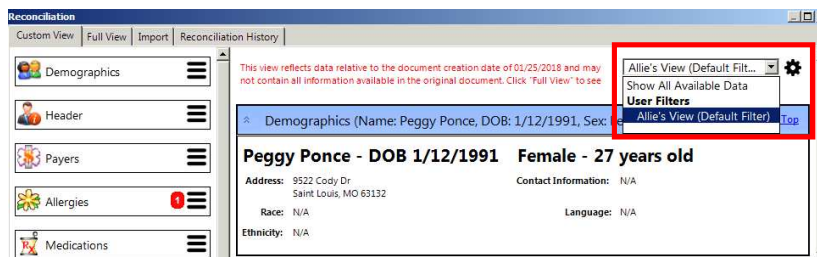 Reconciliation
Custom View Full View Import Reconciliation History
Demographics
Header
Payers
Allergies 1
Medications
This view reflects data relative to the document creation date of 01/25/2018 and may
not contain all information available in the original document. Click "Full View" to see
Allie's View (Default Filt...
Show All Available Data
User Filters
Allie's View (Default Filter)
Demographics (Name: Peggy Ponce, DOB: 1/12/1991, Sex: Top
Peggy Ponce - DOB 1/12/1991 Female - 27 years old
Address: 9522 Cody Dr Contact Information: N/A
Saint Louis, MO 63132
Race: N/A Language: N/A
Ethnicity: N/A